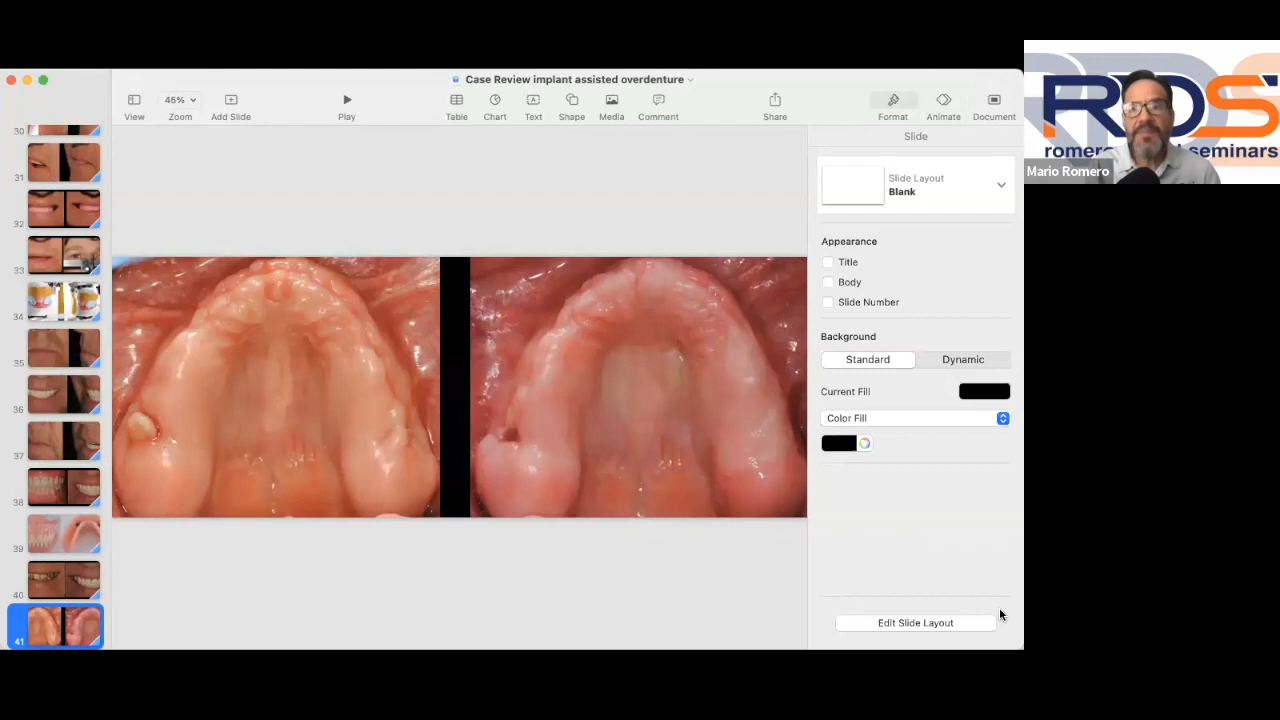 Case Review implant assisted overdenture
45%
View
Zoom
Add Slide
Play
Table
Chart
Text
Shape
Media
Comment
Share
Format
Animate
Document
Slide
Slide Layout
Blank
Appearance
Title
Body
Slide Number
Background
Standard
Dynamic
Current Fill
Color Fill
Edit Slide Layout
30
31
32
33
34
35
36
37
38
39
40
41
RDS
seminars
Mario Romero